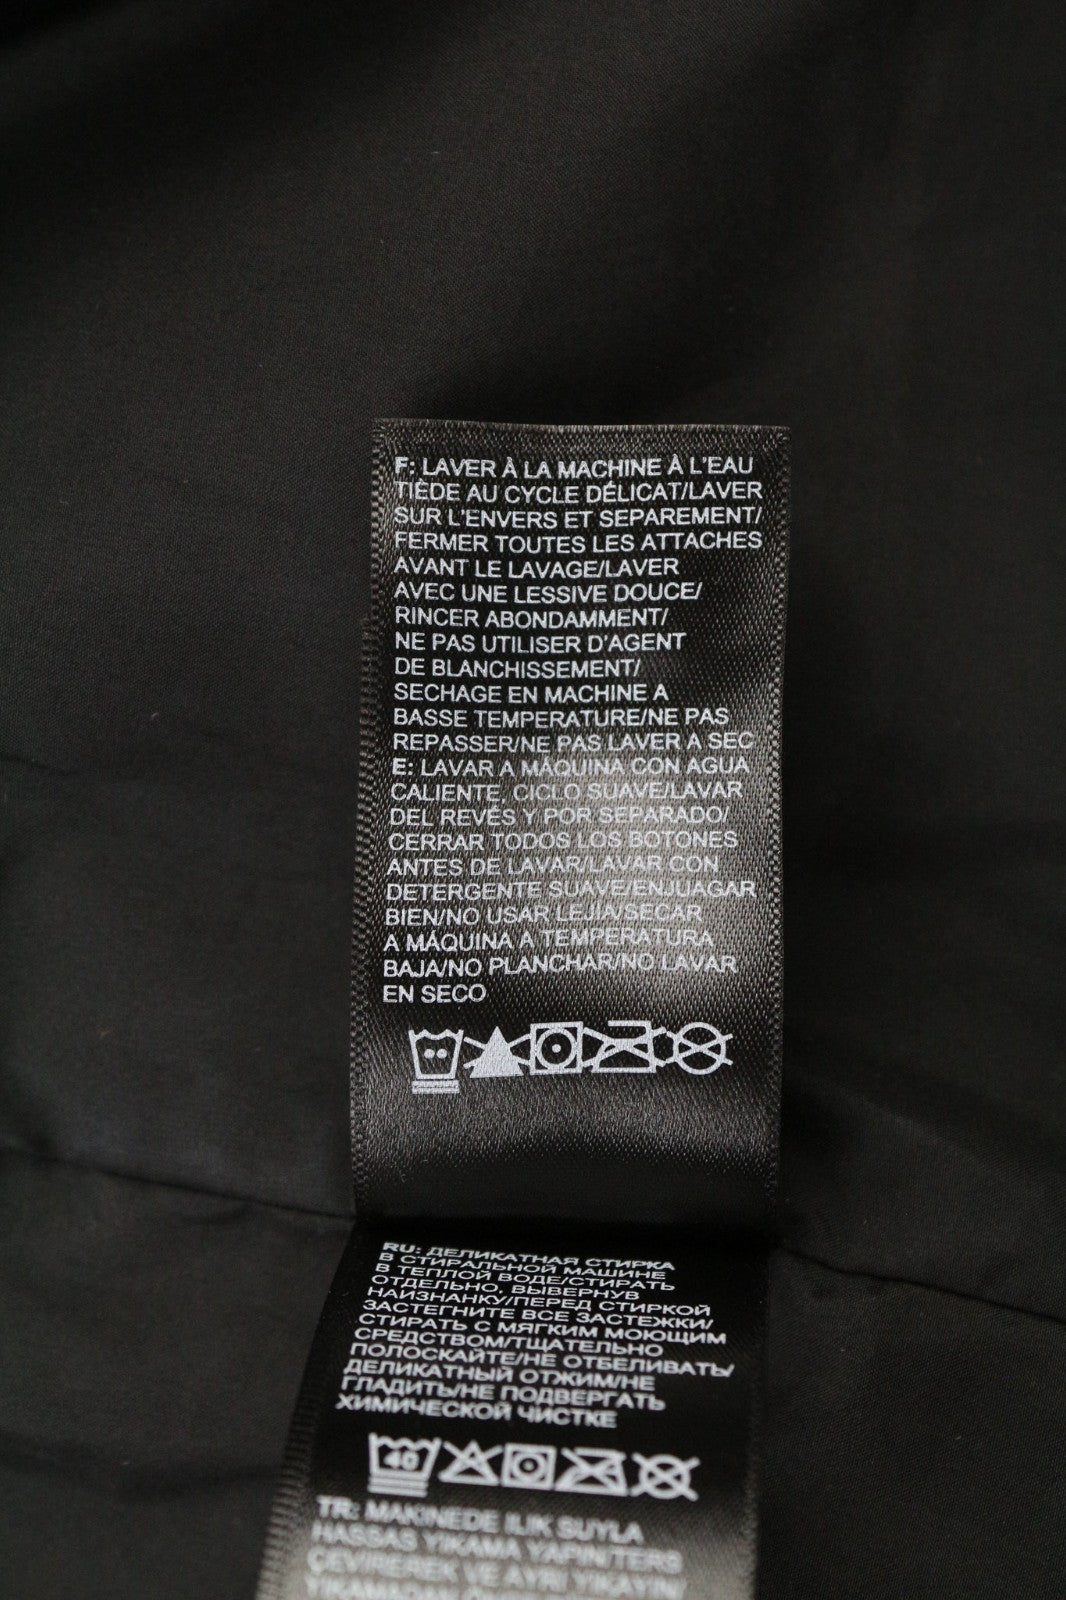 F: LAVER À LA MACHINE À L'EAU
TIÈDE AU CYCLE DÉLICAT/LAVER
SUR L'ENVERS ET SEPAREMENT/
FERMER TOUTES LES ATTACHES
AVANT LE LAVAGE/LAVER
AVEC UNE LESSIVE DOUCE/
RINCER ABONDAMMENT/
NE PAS UTILISER D'AGENT
DE BLANCHISSEMENT/
SECHAGE EN MACHINE A
BASSE TEMPERATURE/NE PAS
REPASSER/NE PAS LAVER A SEC
E: LAVAR A MÁQUINA CON AGUA
CALIENTE, CICLO SUAVE/LAVAR
DEL REVÉS Y POR SEPARADO/
CERRAR TODOS LOS BOTONES
ANTES DE LAVAR/LAVAR CON
DETERGENTE SUAVE/ENJUAGAR
BIEN/NO USAR LEJÍA/SECAR
A MÁQUINA A TEMPERATURA
BAJA/NO PLANCHAR/NO LAVAR
EN SECO
RU: ДЕЛИКАТНАЯ СТИРКА
В СТИРАЛЬНОЙ МАШИНЕ
В ТЕПЛОЙ ВОДЕ/СТИРАТЬ
ОТДЕЛЬНО, ВЫВЕРНУВ
НАИЗНАНКУ/ПЕРЕД СТИРКОЙ
ЗАСТЕГНИТЕ ВСЕ ЗАСТЕЖКИ/
СТИРАТЬ С МЯГКИМ МОЮЩИМ
СРЕДСТВОМ/ТЩАТЕЛЬНО
ПОЛОСКАЙТЕ/НЕ ОТБЕЛИВАТЬ/
ДЕЛИКАТНЫЙ ОТЖИМ/НЕ
ГЛАДИТЬ/НЕ ПОДВЕРГАТЬ
ХИМИЧЕСКОЙ ЧИСТКЕ
40
TR: MAKINEDE ILIK SUYLA
HASSAS YIKAMA YAPINITERS
ÇEVIPEREK VE AYRI YIKAYIN